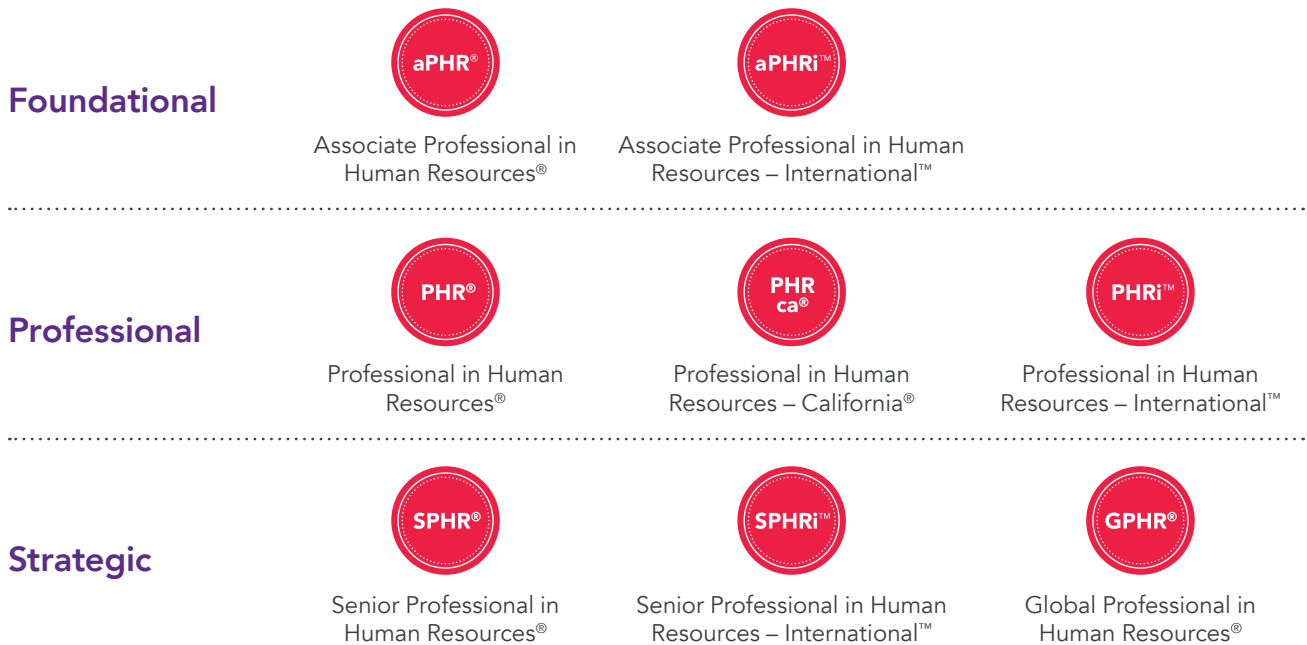 aPHR®
aPHRi™
Foundational
Associate Professional in
Human Resources®
Associate Professional in Human
Resources – International™
PHR®
PHR
ca®
PHRi™
Professional
Professional in Human
Resources®
Professional in Human
Resources – California®
Professional in Human
Resources – International™
SPHR®
SPHRi™
GPHR®
Strategic
Senior Professional in
Human Resources®
Senior Professional in Human
Resources – International™
Global Professional in
Human Resources®